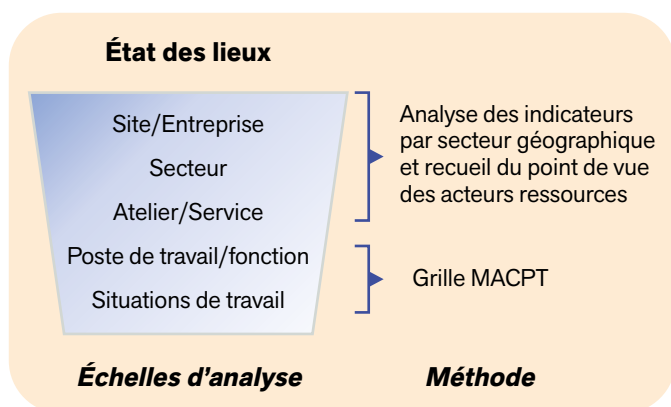 État des lieux
Site/Entreprise
Secteur
Atelier/Service
Poste de travail/fonction
Situations de travail
Analyse des indicateurs
par secteur géographique
et recueil du point de vue
des acteurs ressources
Grille MACPT
Échelles d'analyse
Méthode